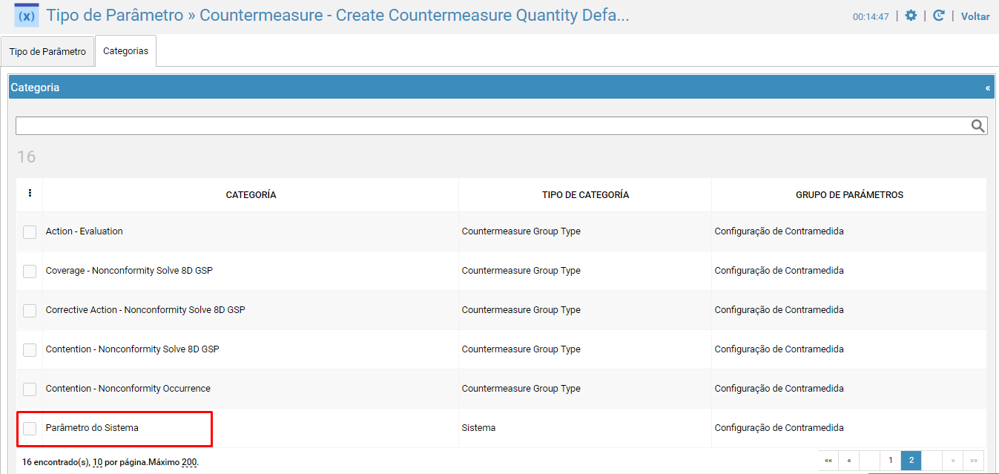 (x) Tipo de Parâmetro » Countermeasure - Create Countermeasure Quantity Defa... 00:14:47 | | | Voltar
Tipo de Parâmetro Categorias
Categoria «
16
CATEGORÍA TIPO DE CATEGORÍA GRUPO DE PARÁMETROS
Action - Evaluation Countermeasure Group Type Configuração de Contramedida
Coverage - Nonconformity Solve 8D GSP Countermeasure Group Type Configuração de Contramedida
Corrective Action - Nonconformity Solve 8D GSP Countermeasure Group Type Configuração de Contramedida
Contention - Nonconformity Solve 8D GSP Countermeasure Group Type Configuração de Contramedida
Contention - Nonconformity Occurrence Countermeasure Group Type Configuração de Contramedida
Parâmetro do Sistema Sistema Configuração de Contramedida
16 encontrado(s), 10 por página.Máximo 200. «« « 1 2 » »»